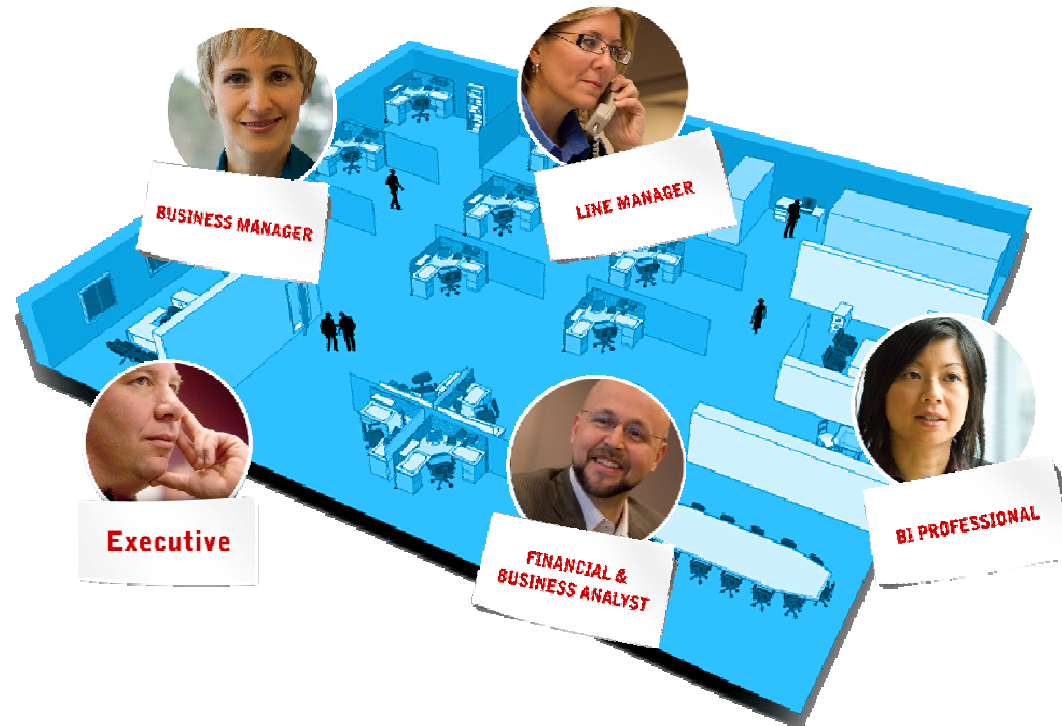 BUSINESS MANAGER
LINE MANAGER
Executive
FINANCIAL &
BUSINESS ANALYST
BI PROFESSIONAL